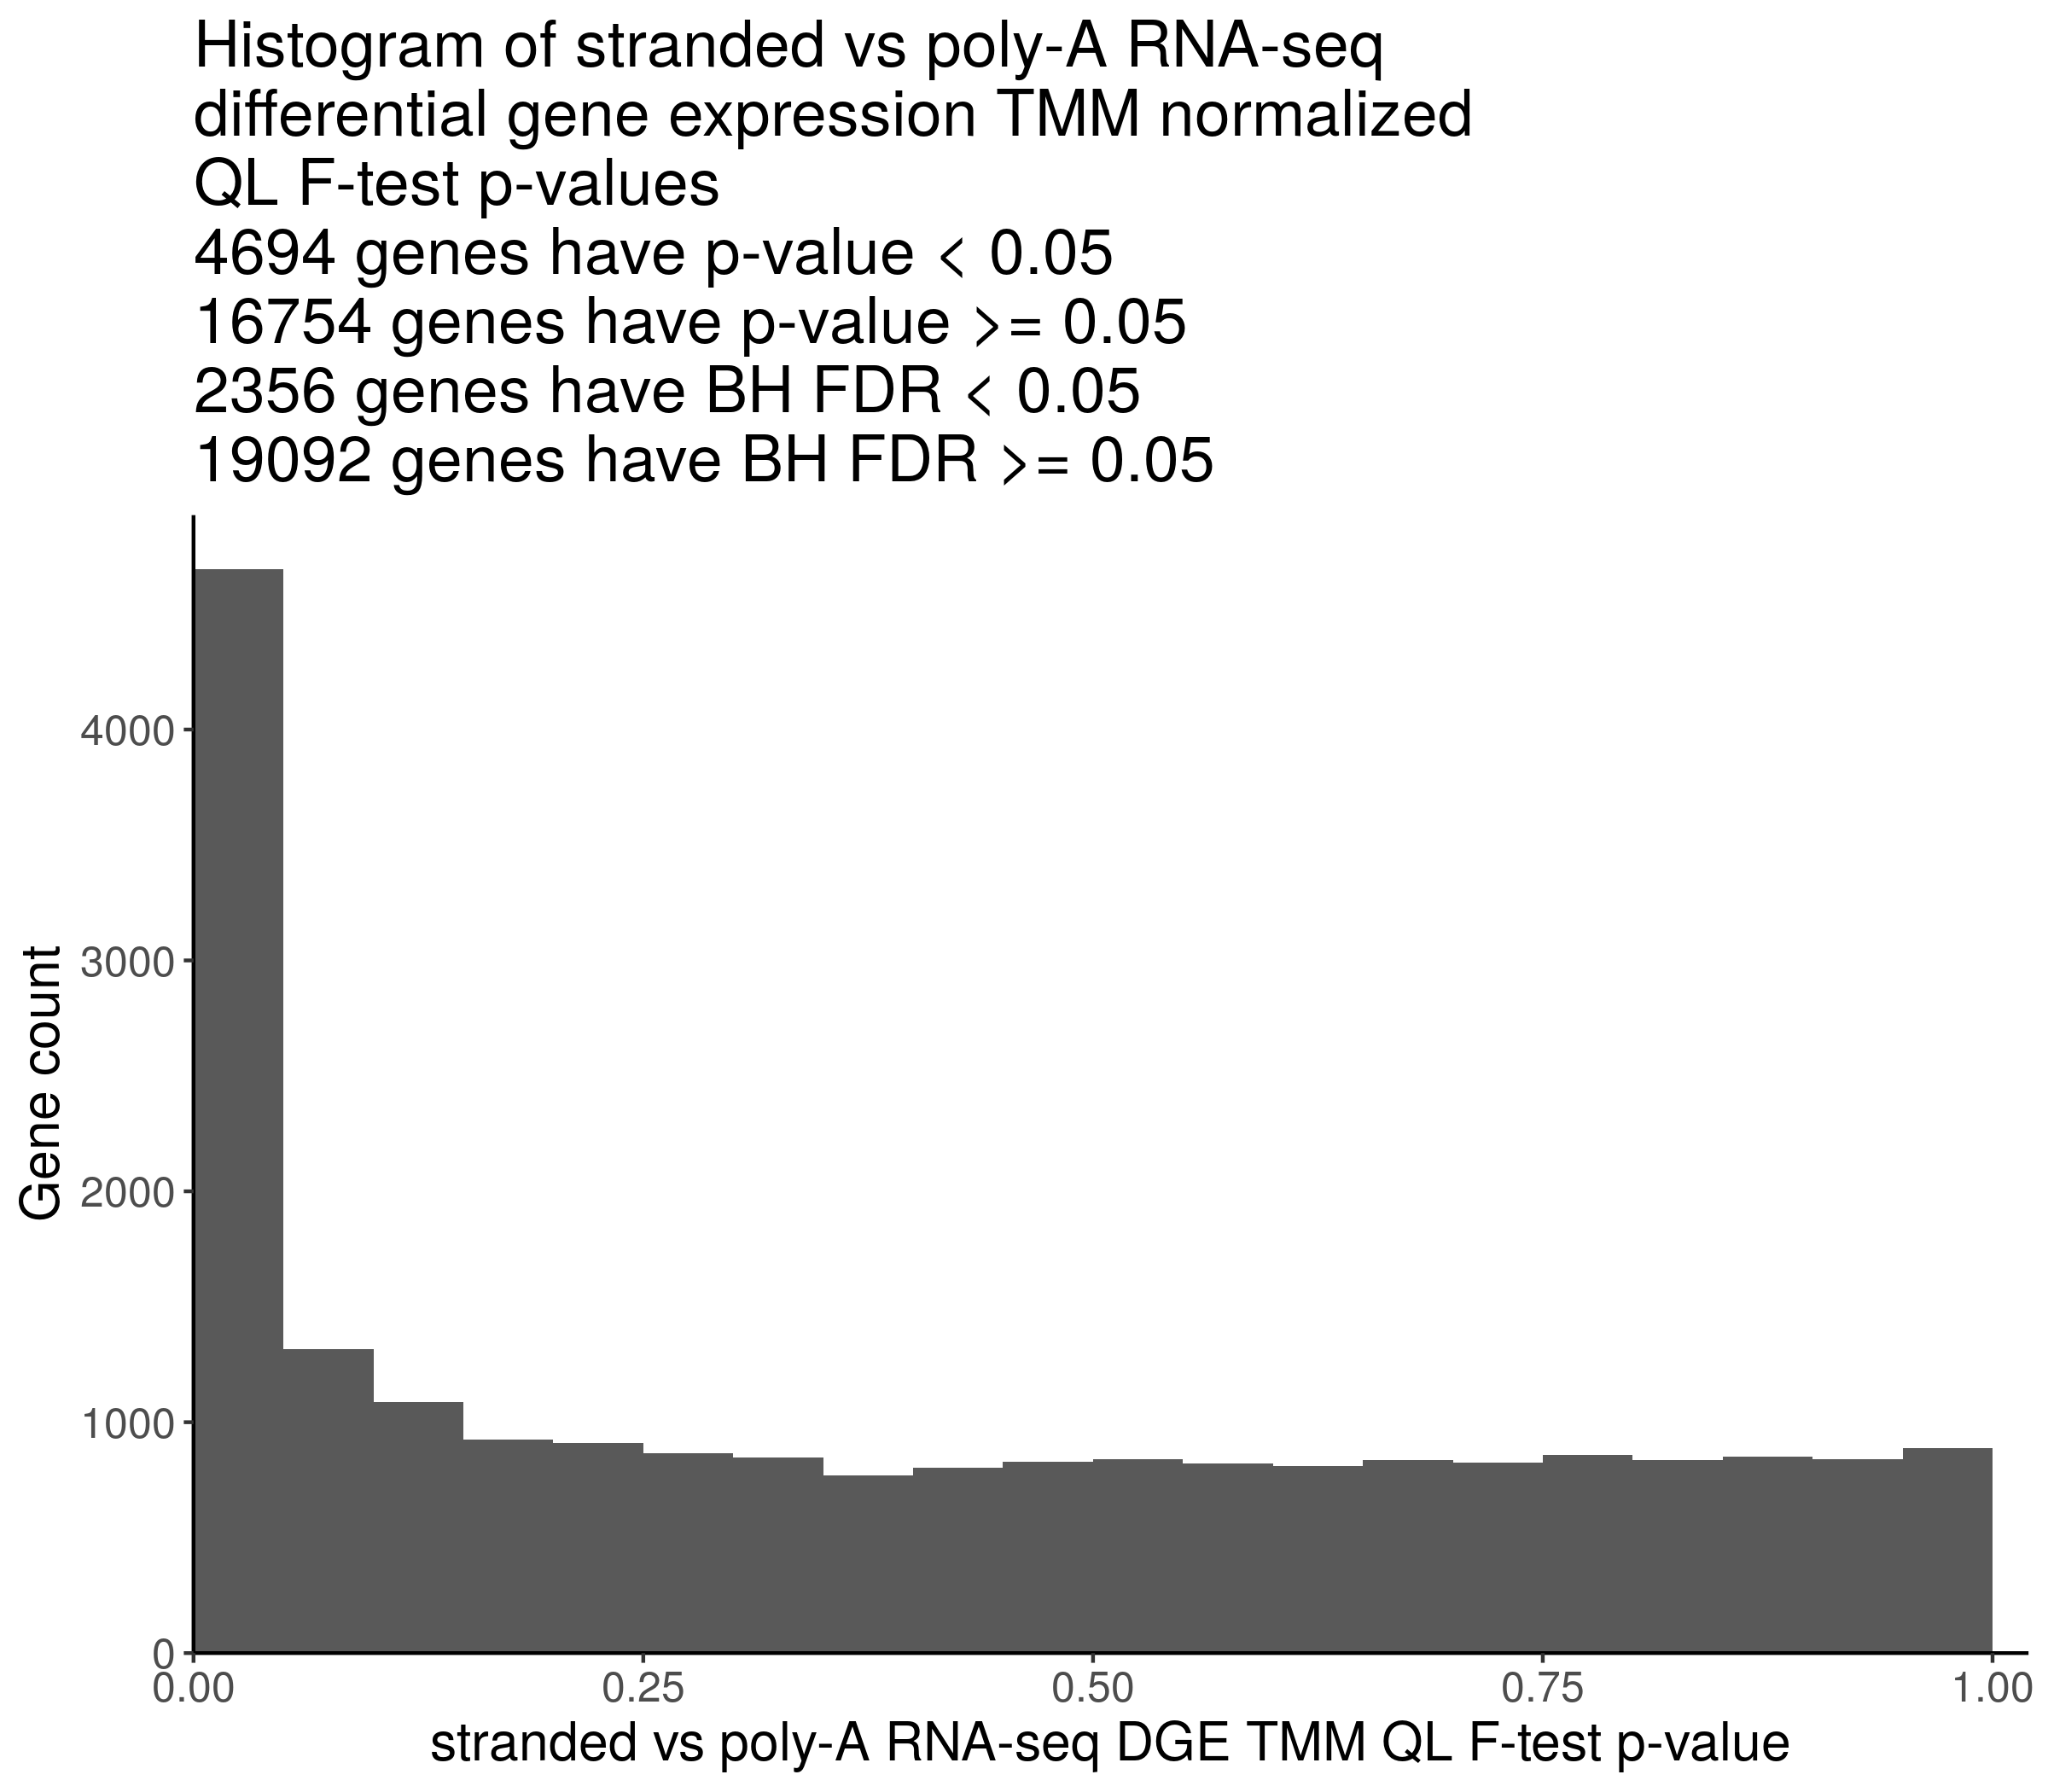 Histogram of stranded vs poly-A RNA-seq
differential gene expression TMM normalized
QL F-test p-values
4694 genes have p-value < 0.05
16754 genes have p-value >= 0.05
2356 genes have BH FDR < 0.05
19092 genes have BH FDR >= 0.05
Gene count
4000
3000
2000
1000
0
0.00 0.25 0.50 0.75 1.00
stranded vs poly-A RNA-seq DGE TMM QL F-test p-value